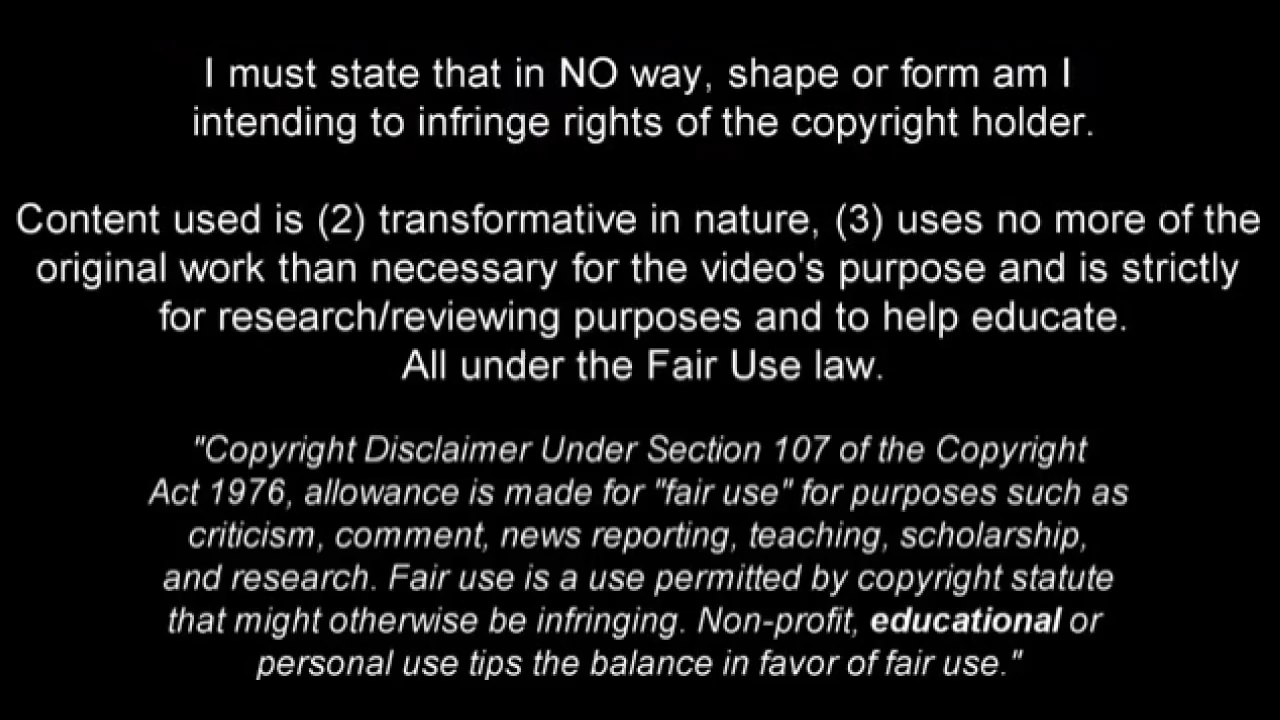 I must state that in NO way, shape or form am I
intending to infringe rights of the copyright holder.
Content used is (2) transformative in nature, (3) uses no more of the
original work than necessary for the video's purpose and is strictly
for research/reviewing purposes and to help educate.
All under the Fair Use law.
"Copyright Disclaimer Under Section 107 of the Copyright
Act 1976, allowance is made for "fair use" for purposes such as
criticism, comment, news reporting, teaching, scholarship,
and research. Fair use is a use permitted by copyright statute
that might otherwise be infringing. Non-profit, educational or
personal use tips the balance in favor of fair use."